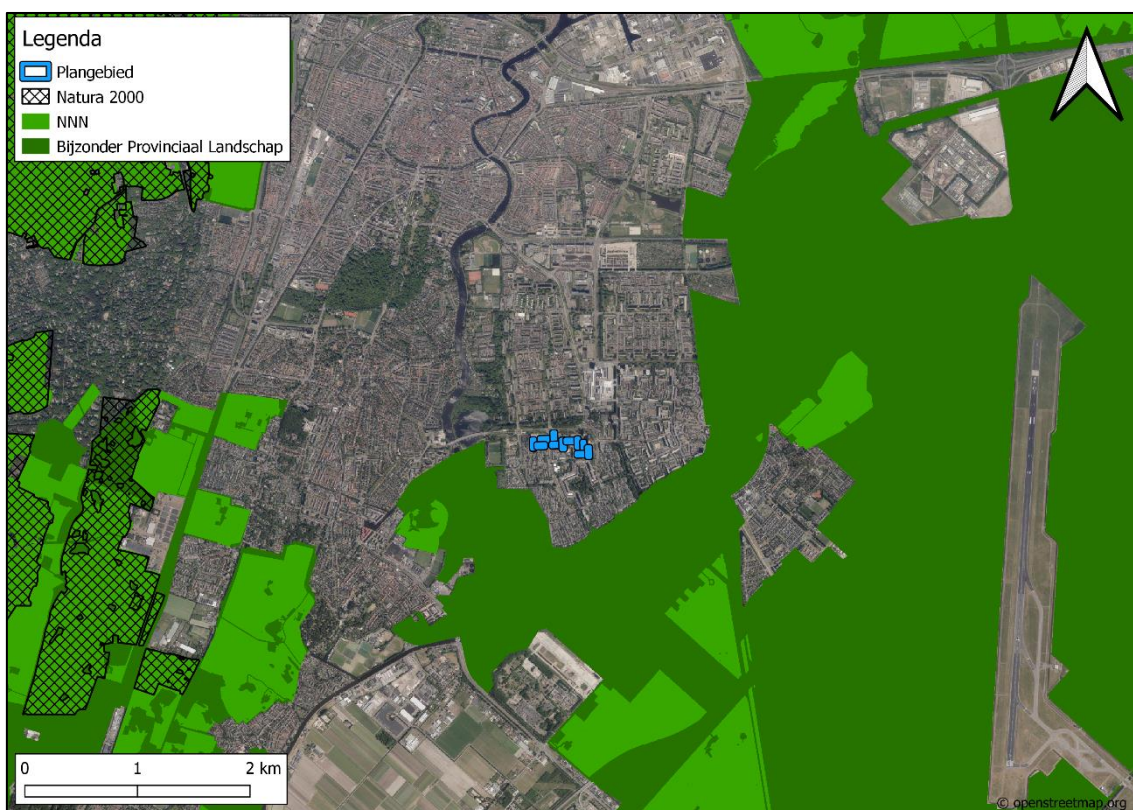 Legenda
Plangebied
Natura 2000
NNN
Bijzonder Provinciaal Landschap
0 1 2 km
© openstreetmap.org